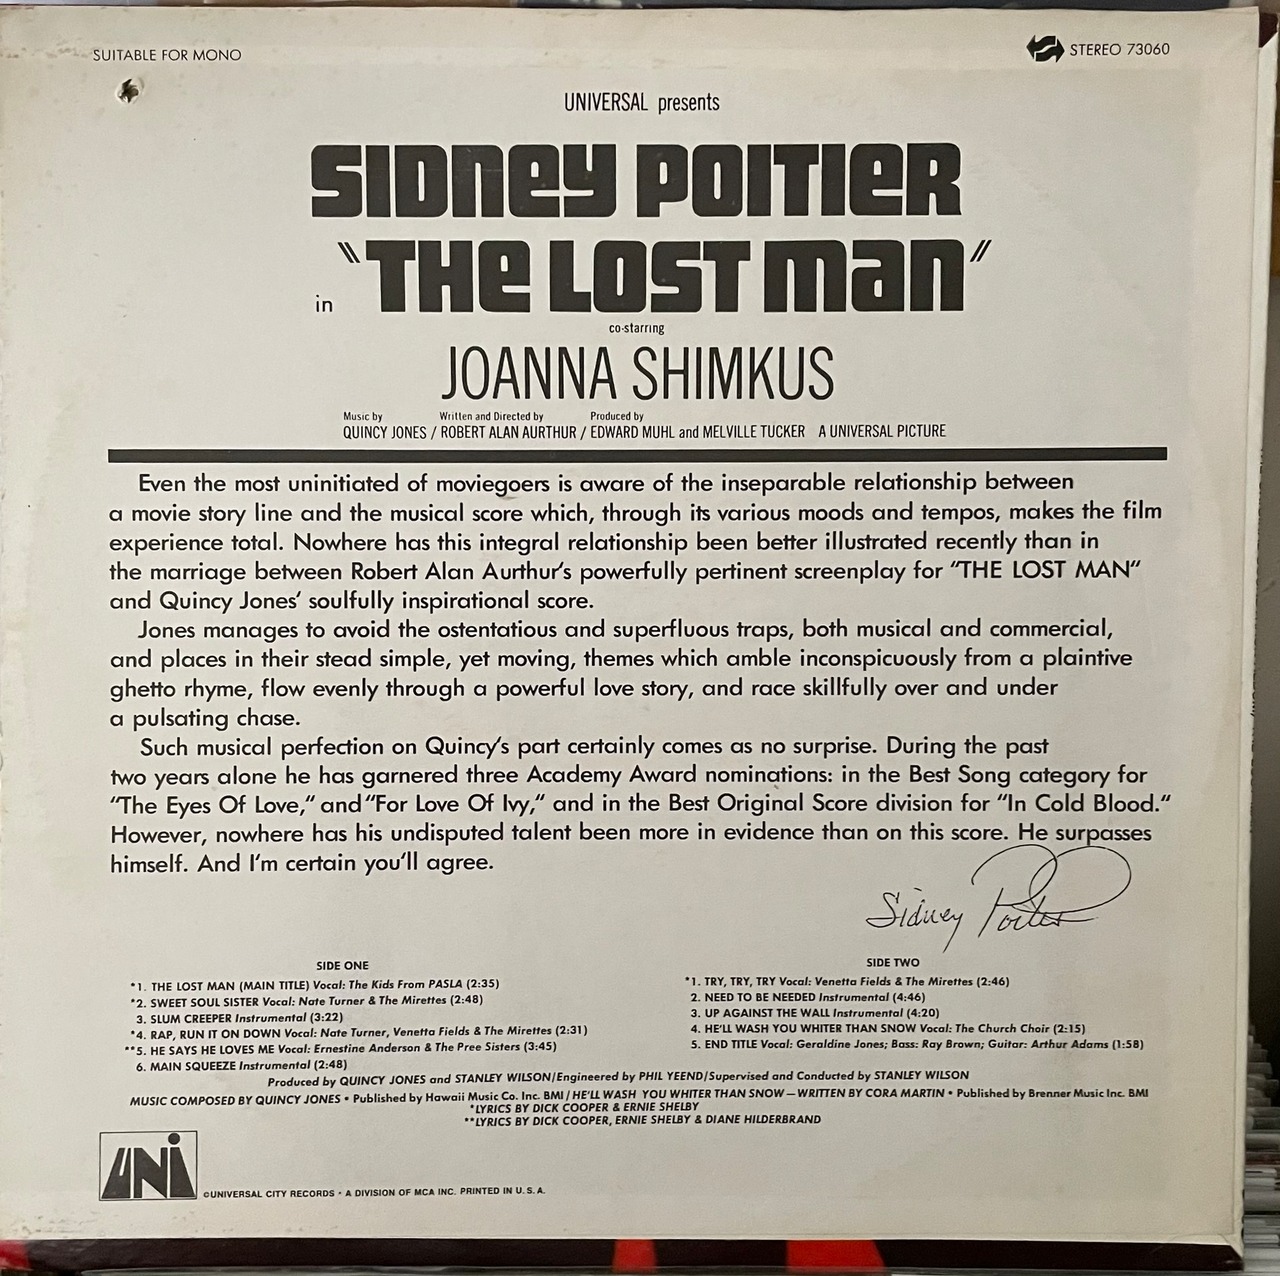 SUITABLE FOR MONO
STEREO 73060
UNIVERSAL presents
SIDNEY POITIER
in "THE LOST MAN"
co-starring
JOANNA SHIMKUS
Music by Written and Directed by Produced by
QUINCY JONES / ROBERT ALAN AURTHUR / EDWARD MUHL and MELVILLE TUCKER A UNIVERSAL PICTURE
Even the most uninitiated of moviegoers is aware of the inseparable relationship between
a movie story line and the musical score which, through its various moods and tempos, makes the film
experience total. Nowhere has this integral relationship been better illustrated recently than in
the marriage between Robert Alan Aurthur's powerfully pertinent screenplay for "THE LOST MAN"
and Quincy Jones' soulfully inspirational score.
Jones manages to avoid the ostentatious and superfluous traps, both musical and commercial,
and places in their stead simple, yet moving, themes which amble inconspicuously from a plaintive
ghetto rhyme, flow evenly through a powerful love story, and race skillfully over and under
a pulsating chase.
Such musical perfection on Quincy's part certainly comes as no surprise. During the past
two years alone he has garnered three Academy Award nominations: in the Best Song category for
"The Eyes Of Love," and "For Love Of Ivy," and in the Best Original Score division for "In Cold Blood."
However, nowhere has his undisputed talent been more in evidence than on this score. He surpasses
himself. And I'm certain you'll agree.
Sidney Poitier
SIDE ONE
*1. THE LOST MAN (MAIN TITLE) Vocal: The Kids From PASLA (2:35)
*2. SWEET SOUL SISTER Vocal: Nate Turner & The Mirettes (2:48)
3. SLUM CREEPER Instrumental (3:22)
*4. RAP, RUN IT ON DOWN Vocal: Nate Turner, Venetta Fields & The Mirettes (2:31)
**5. HE SAYS HE LOVES ME Vocal: Ernestine Anderson & The Pree Sisters (3:45)
6. MAIN SQUEEZE Instrumental (2:48)
SIDE TWO
*1. TRY, TRY, TRY Vocal: Venetta Fields & The Mirettes (2:46)
2. NEED TO BE NEEDED Instrumental (4:46)
3. UP AGAINST THE WALL Instrumental (4:20)
4. HE'LL WASH YOU WHITER THAN SNOW Vocal: The Church Choir (2:15)
5. END TITLE Vocal: Geraldine Jones; Bass: Ray Brown; Guitar: Arthur Adams (1:58)
Produced by QUINCY JONES and STANLEY WILSON/Engineered by PHIL YEEND/Supervised and Conducted by STANLEY WILSON
MUSIC COMPOSED BY QUINCY JONES • Published by Hawaii Music Co. Inc. BMI / HE'LL WASH YOU WHITER THAN SNOW—WRITTEN BY CORA MARTIN • Published by Brenner Music Inc. BMI
*LYRICS BY DICK COOPER & ERNIE SHELBY
**LYRICS BY DICK COOPER, ERNIE SHELBY & DIANE HILDERBRAND
UNI
©UNIVERSAL CITY RECORDS • A DIVISION OF MCA INC. PRINTED IN U.S.A.